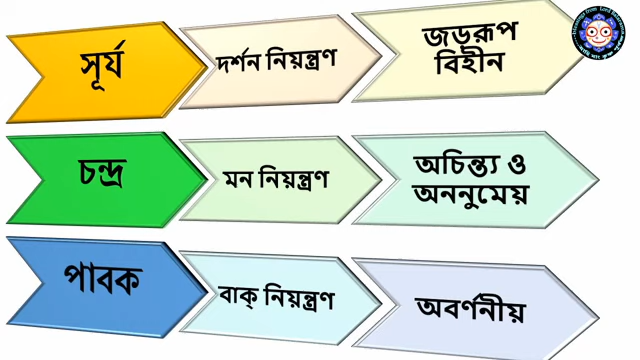 সূর্য
দর্শন নিয়ন্ত্রণ
জড়রূপ
বিহীন
চন্দ্র
মন নিয়ন্ত্রণ
অচিন্ত্য ও
অননুমেয়
পাবক
বাক্ নিয়ন্ত্রণ
অবর্ণনীয়